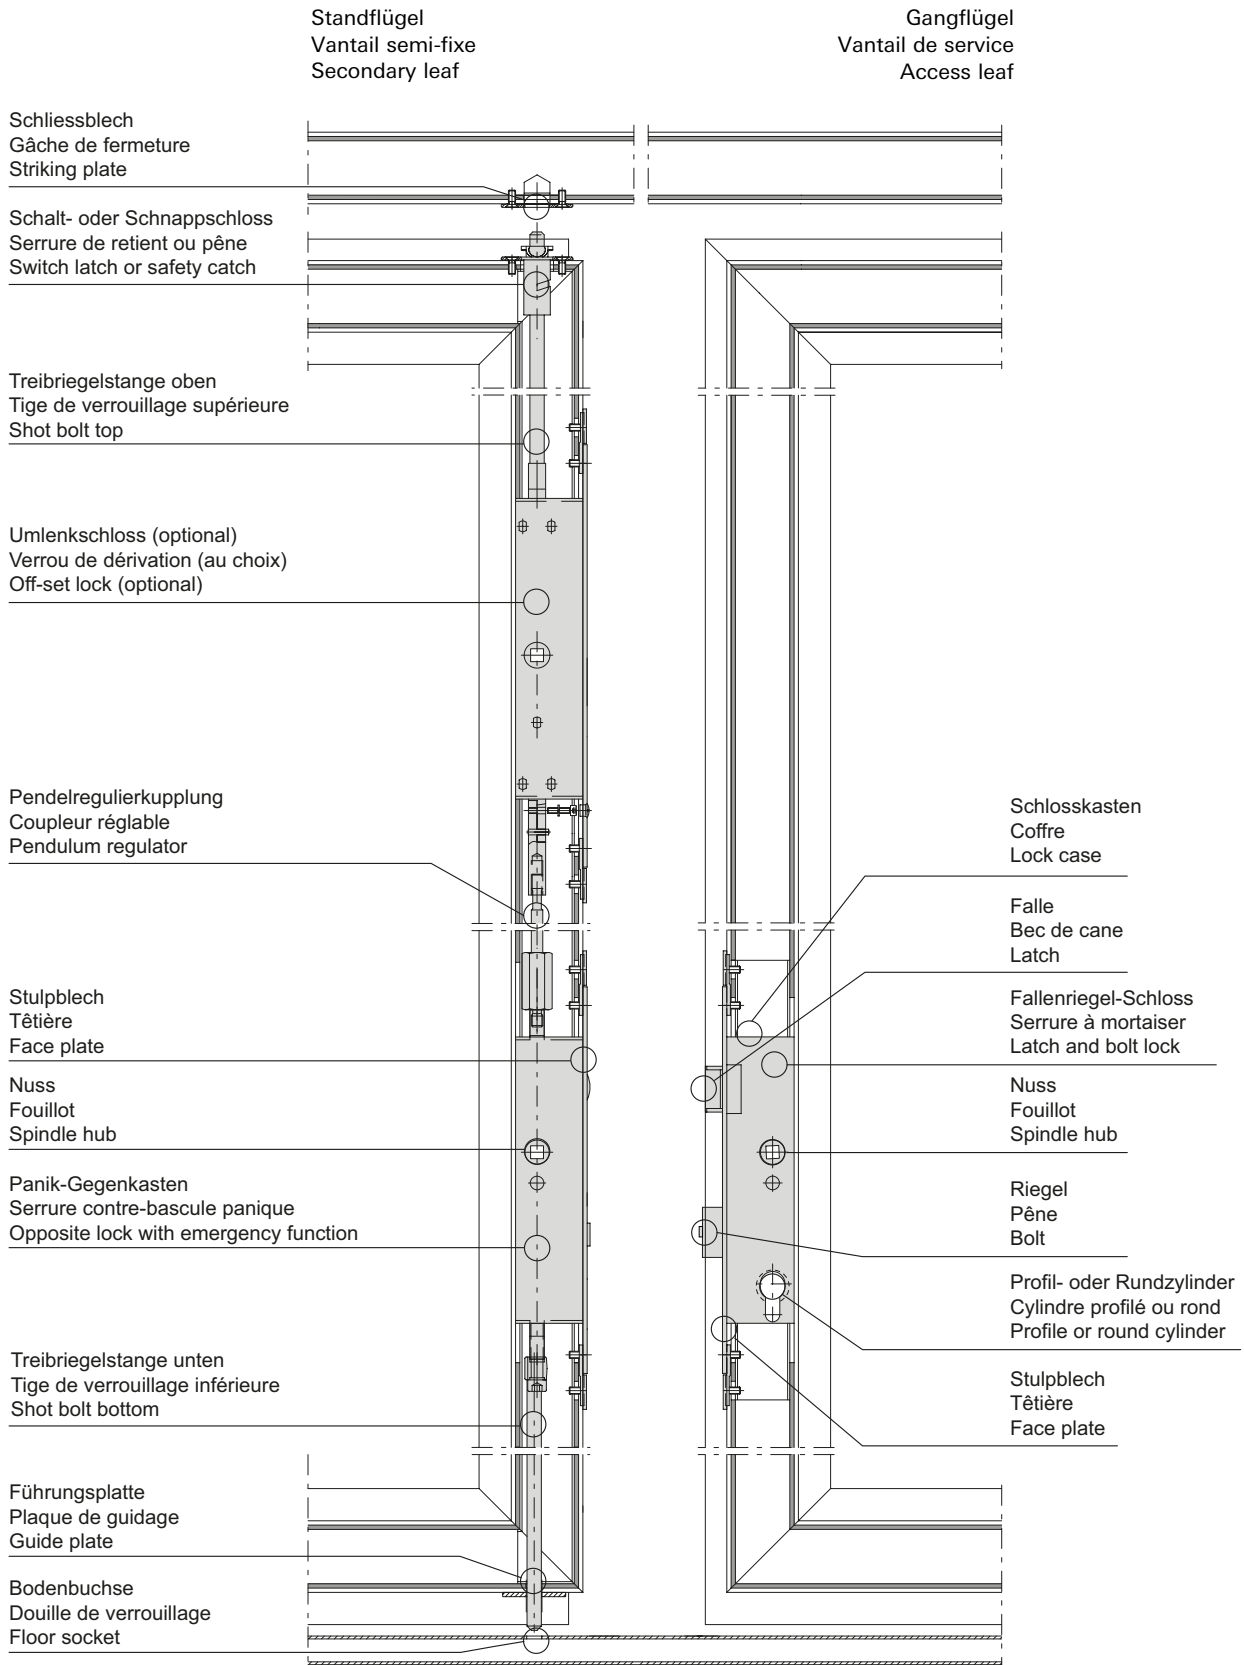 Standflügel
Vantail semi-fixe
Secondary leaf
Gangflügel
Vantail de service
Access leaf
Schliessblech
Gâche de fermeture
Striking plate
Schalt- oder Schnappschloss
Serrure de retient ou pêne
Switch latch or safety catch
Treibriegelstange oben
Tige de verrouillage supérieure
Shot bolt top
Umlenkschloss (optional)
Verrou de dérivation (au choix)
Off-set lock (optional)
Pendelregulierkupplung
Coupleur réglable
Pendulum regulator
Stulpblech
Têtière
Face plate
Nuss
Fouillot
Spindle hub
Panik-Gegenkasten
Serrure contre-bascule panique
Opposite lock with emergency function
Treibriegelstange unten
Tige de verrouillage inférieure
Shot bolt bottom
Führungsplatte
Plaque de guidage
Guide plate
Bodenbuchse
Douille de verrouillage
Floor socket
Schlosskasten
Coffre
Lock case
Falle
Bec de cane
Latch
Fallenriegel-Schloss
Serrure à mortaiser
Latch and bolt lock
Nuss
Fouillot
Spindle hub
Riegel
Pêne
Bolt
Profil- oder Rundzylinder
Cylindre profilé ou rond
Profile or round cylinder
Stulpblech
Têtière
Face plate